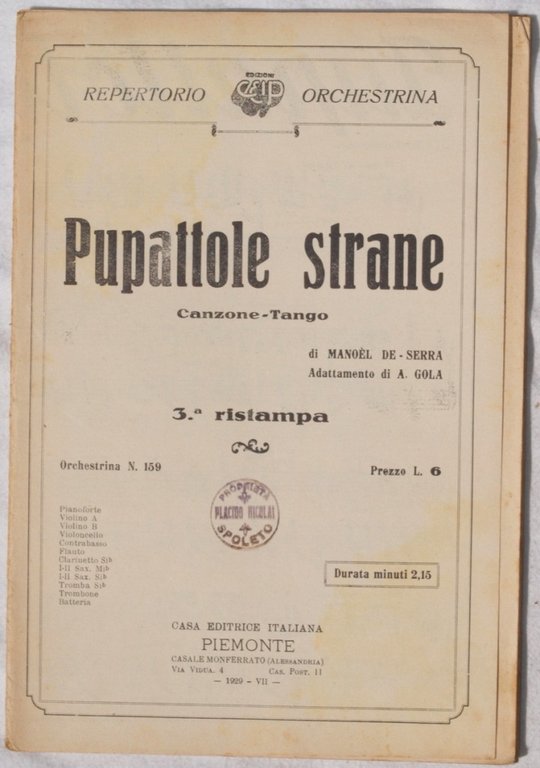 EDIZIONI
CEIP
REPERTORIO ORCHESTRINA
Pupattole strane
Canzone-Tango
di MANOÈL DE-SERRA
Adattamento di A. GOLA
3.ª ristampa
Orchestrina N. 159
Prezzo L. 6
PROPRIETÀ
PLACIDO NICOLAI
SPOLETO
Pianoforte
Violino A
Violino B
Violoncello
Contrabasso
Flauto
Clarinetto Sib
I-II Sax. Mib
I-II Sax. Sib
Tromba Sib
Trombone
Batteria
Durata minuti 2,15
CASA EDITRICE ITALIANA
PIEMONTE
CASALE MONFERRATO (ALESSANDRIA)
VIA VIDUA. 4 CAS. POST. 11
— 1929 - VII —